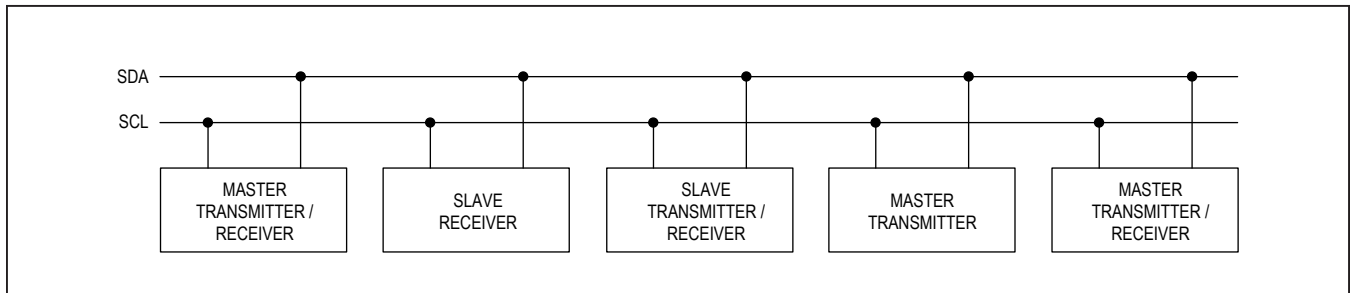 SDA
SCL
MASTER
TRANSMITTER /
RECEIVER
SLAVE
RECEIVER
SLAVE
TRANSMITTER /
RECEIVER
MASTER
TRANSMITTER
MASTER
TRANSMITTER /
RECEIVER